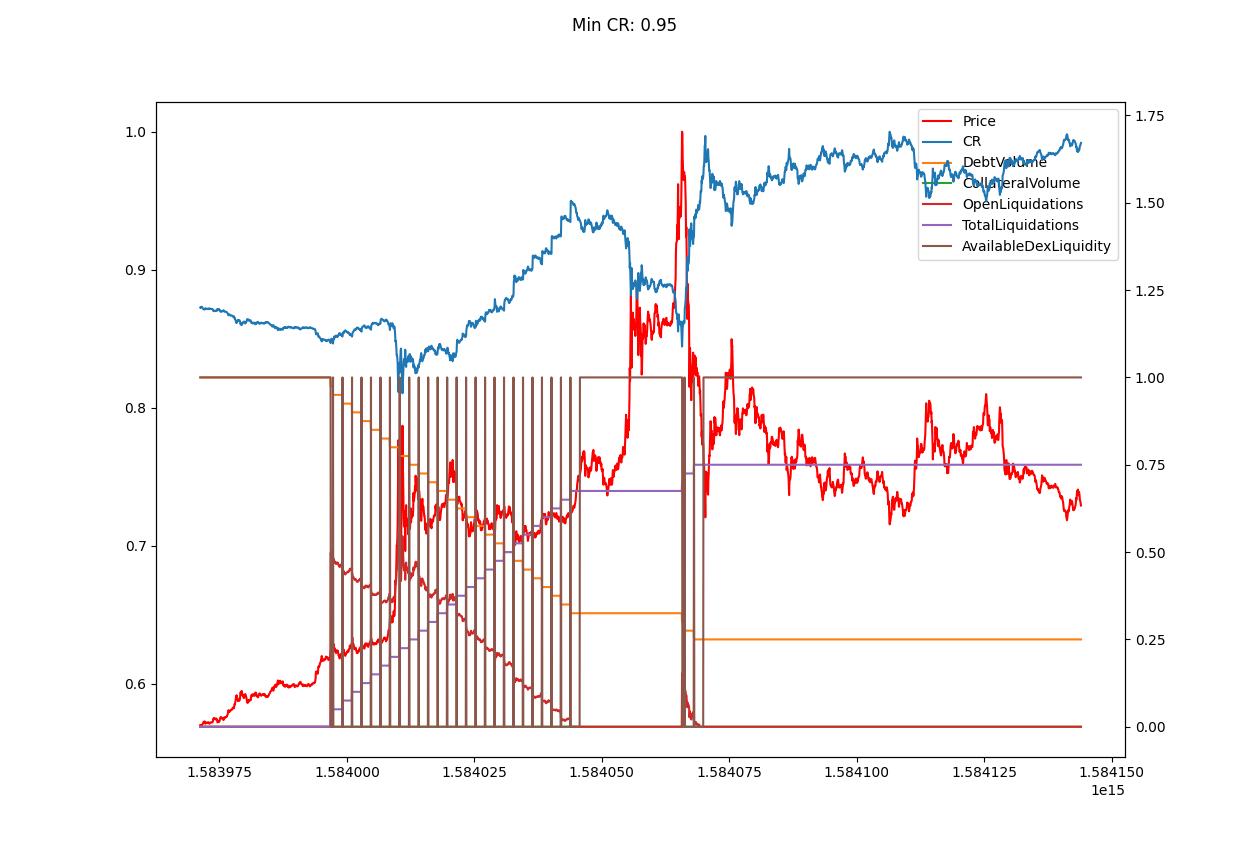 Min CR: 0.95
1.0
0.9
0.8
0.7
0.6
1.75
1.50
1.25
1.00
0.75
0.50
0.25
0.00
Price
CR
DebtVolume
CollateralVolume
OpenLiquidations
TotalLiquidations
AvailableDexLiquidity
1.583975 1.584000 1.584025 1.584050 1.584075 1.584100 1.584125 1.584150
1e15